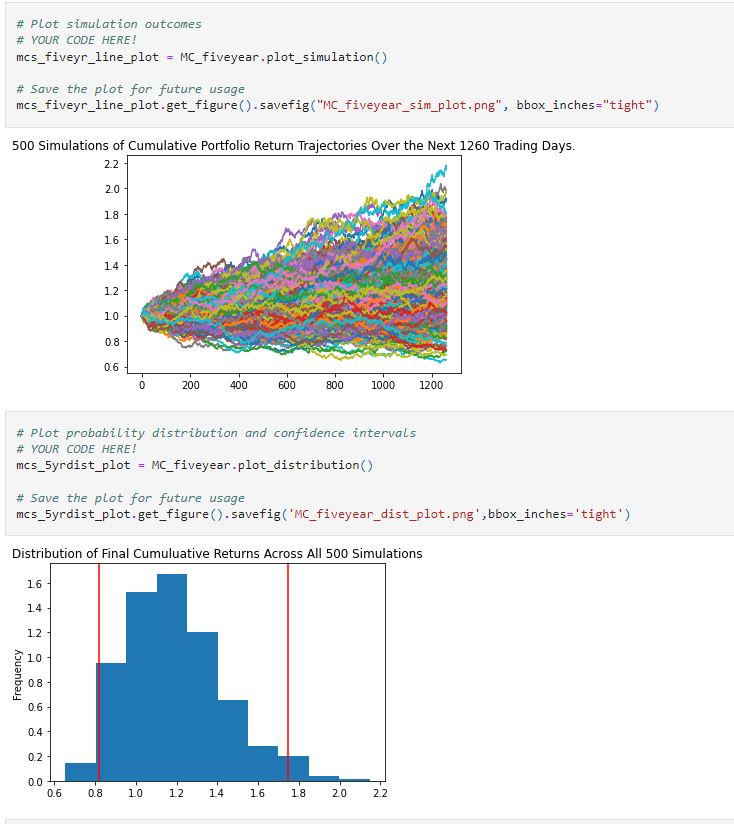 # Plot simulation outcomes
# YOUR CODE HERE!
mcs_fiveyr_line_plot = MC_fiveyear.plot_simulation()
# Save the plot for future usage
mcs_fiveyr_line_plot.get_figure().savefig("MC_fiveyear_sim_plot.png", bbox_inches="tight")
500 Simulations of Cumulative Portfolio Return Trajectories Over the Next 1260 Trading Days.
2.2
2.0
1.8
1.6
1.4
1.2
1.0
0.8
0.6
0 200 400 600 800 1000 1200
# Plot probability distribution and confidence intervals
# YOUR CODE HERE!
mcs_5yrdist_plot = MC_fiveyear.plot_distribution()
# Save the plot for future usage
mcs_5yrdist_plot.get_figure().savefig('MC_fiveyear_dist_plot.png',bbox_inches='tight')
Distribution of Final Cumuluative Returns Across All 500 Simulations
Frequency
1.6
1.4
1.2
1.0
0.8
0.6
0.4
0.2
0.0
0.6 0.8 1.0 1.2 1.4 1.6 1.8 2.0 2.2